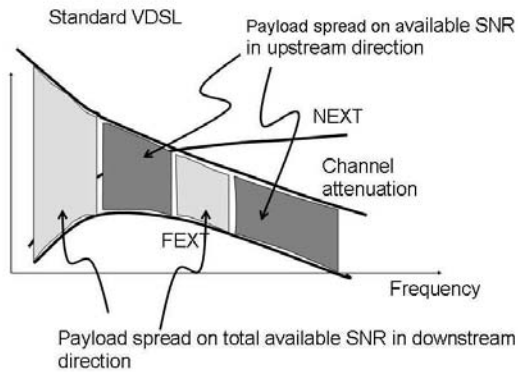 Standard VDSL
Payload spread on available SNR
in upstream direction
NEXT
Channel
attenuation
FEXT
Frequency
Payload spread on total available SNR in downstream
direction